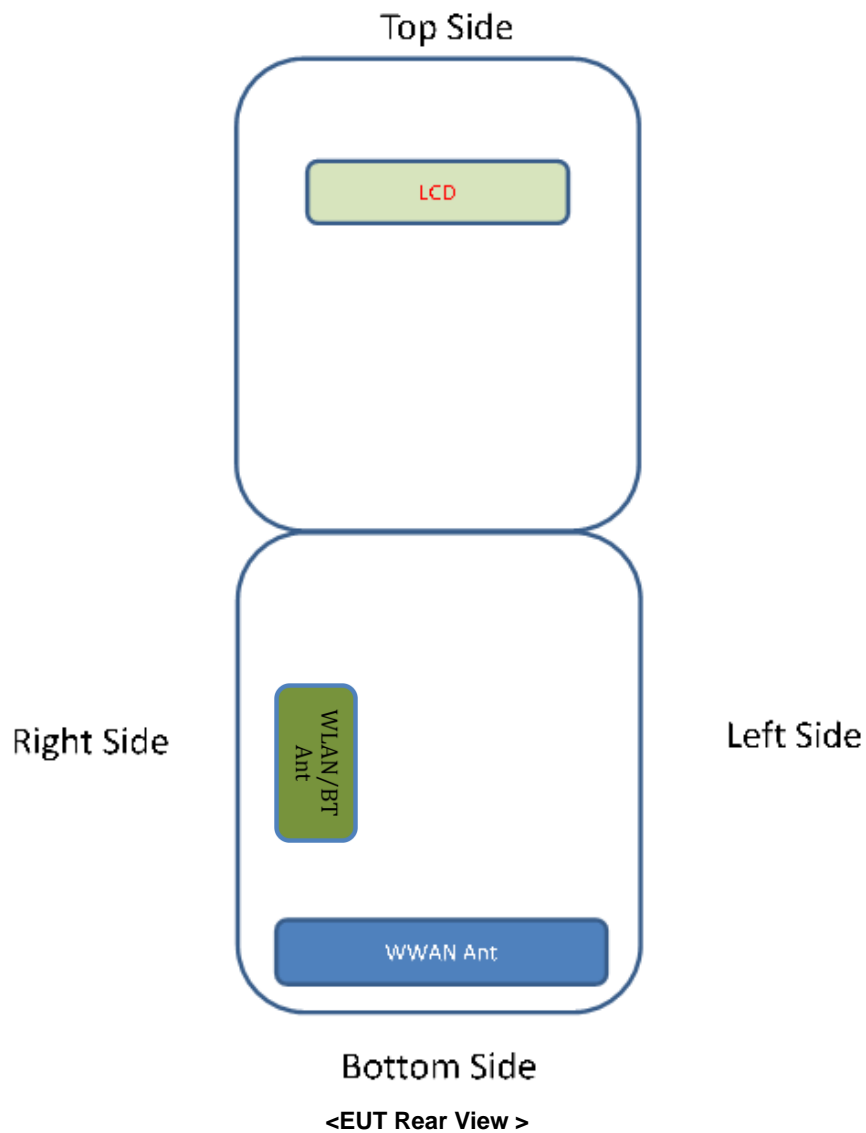 Top Side
LCD
Right Side
WLAN/BT
Ant
Left Side
WWAN Ant
Bottom Side
<EUT Rear View >